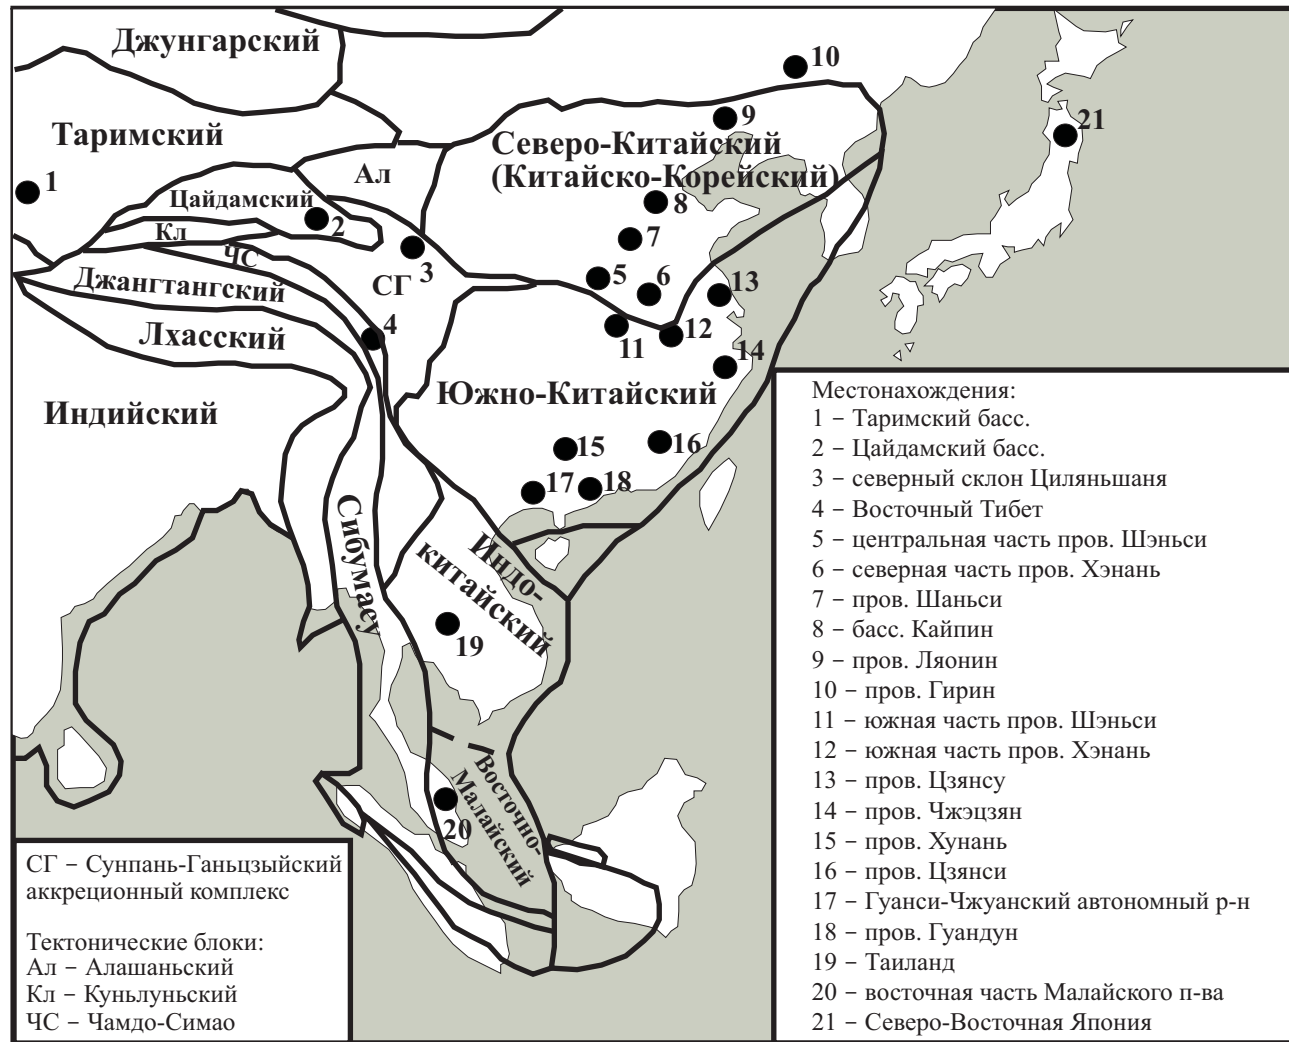 Джунгарский
10
Таримский
9
Северо-Китайский
(Китайско-Корейский)
21
Ал
1
Цайдамский
2
8
Кл
7
ЧС
3
СГ
5
6
13
Джангтангский
Лхасский
4
11
12
14
Индийский
Южно-Китайский
15
16
17
18
Сибумасу
Индо-
китайский
19
Восточно-
Малайский
20
СГ – Сунпань-Ганьцзыйский
аккреционный комплекс
Тектонические блоки:
Ал – Алашаньский
Кл – Куньлуньский
ЧС – Чамдо-Симао
Местонахождения:
1 – Таримский басс.
2 – Цайдамский басс.
3 – северный склон Циляньшаня
4 – Восточный Тибет
5 – центральная часть пров. Шэньси
6 – северная часть пров. Хэнань
7 – пров. Шаньси
8 – басс. Кайпин
9 – пров. Ляонин
10 – пров. Гирин
11 – южная часть пров. Шэньси
12 – южная часть пров. Хэнань
13 – пров. Цзянсу
14 – пров. Чжэцзян
15 – пров. Хунань
16 – пров. Цзянси
17 – Гуанси-Чжуанский автономный р-н
18 – пров. Гуандун
19 – Таиланд
20 – восточная часть Малайского п-ва
21 – Северо-Восточная Япония